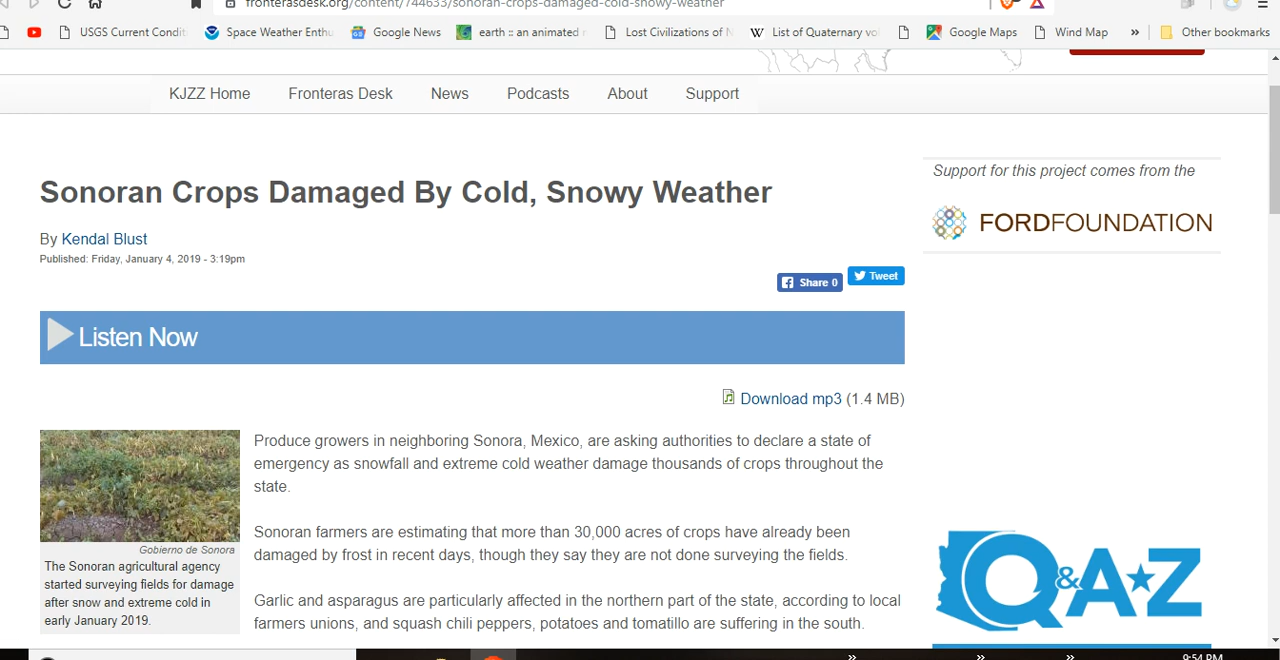 fronterasdesk.org/content/744633/sonoran-crops-damaged-cold-snowy-weather
USGS Current Condit Space Weather Enthu Google News earth :: an animated Lost Civilizations of N W List of Quaternary vol Google Maps Wind Map » Other bookmarks
KJZZ Home Fronteras Desk News Podcasts About Support
Sonoran Crops Damaged By Cold, Snowy Weather
By Kendal Blust
Published: Friday, January 4, 2019 - 3:19pm
Share 0 Tweet
Listen Now
Download mp3 (1.4 MB)
Produce growers in neighboring Sonora, Mexico, are asking authorities to declare a state of
emergency as snowfall and extreme cold weather damage thousands of crops throughout the
state.
Sonoran farmers are estimating that more than 30,000 acres of crops have already been
damaged by frost in recent days, though they say they are not done surveying the fields.
Garlic and asparagus are particularly affected in the northern part of the state, according to local
farmers unions, and squash chili peppers, potatoes and tomatillo are suffering in the south.
Gobierno de Sonora
The Sonoran agricultural agency
started surveying fields for damage
after snow and extreme cold in
early January 2019.
Support for this project comes from the
FORDFOUNDATION
Q&A★Z
» » » 9:54 PM